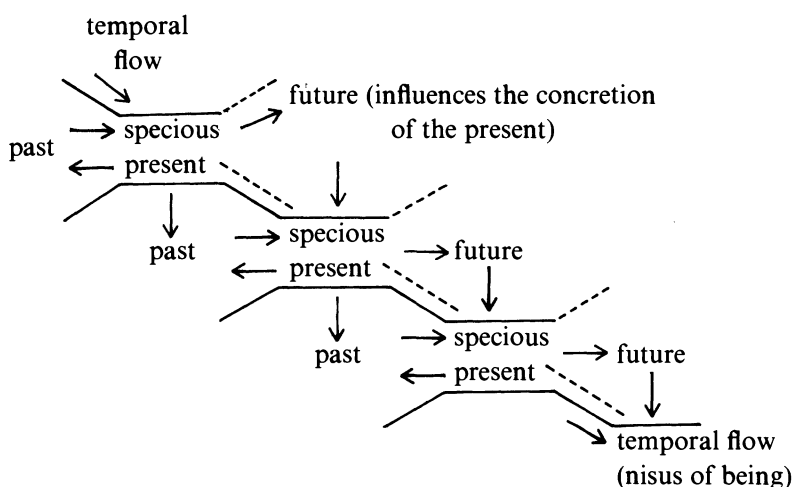 temporal
flow
future (influences the concretion
of the present)
past
specious
present
past
specious
present
future
past
specious
present
future
temporal flow
(nisus of being)